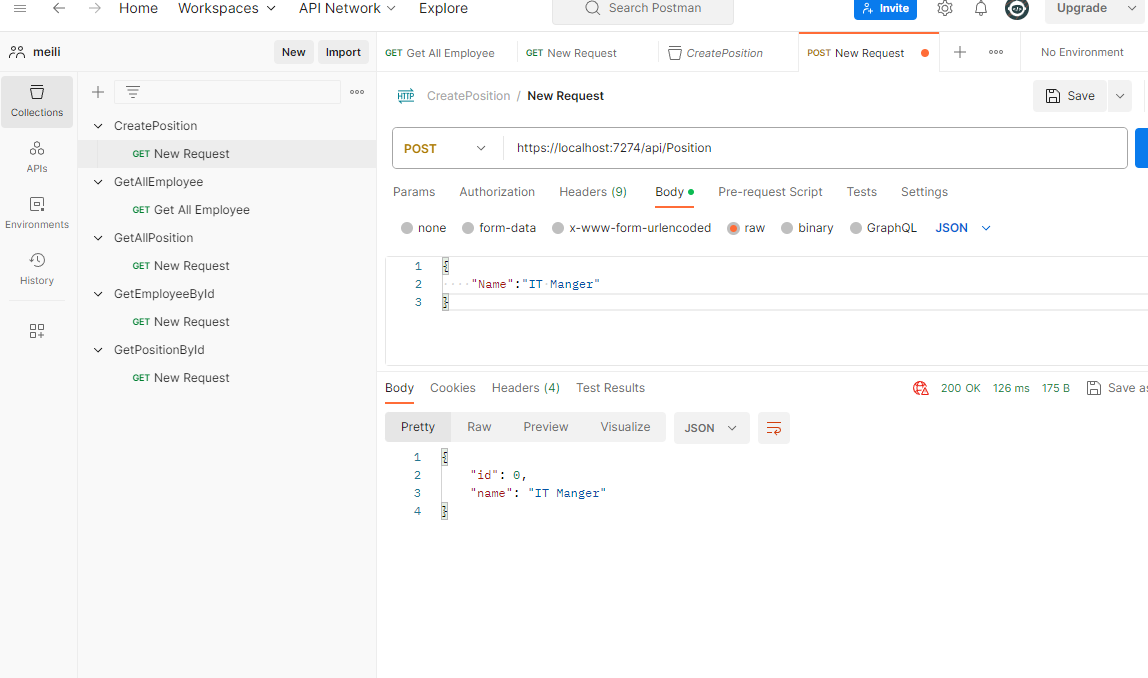 Home Workspaces API Network Explore Search Postman Invite Upgrade
meili New Import GET Get All Employee GET New Request CreatePosition POST New Request No Environment
Collections
APIs
Environments
History
CreatePosition
GET New Request
GetAllEmployee
GET Get All Employee
GetAllPosition
GET New Request
GetEmployeeById
GET New Request
GetPositionById
GET New Request
HTTP CreatePosition / New Request Save
POST https://localhost:7274/api/Position
Params Authorization Headers (9) Body Pre-request Script Tests Settings
none form-data x-www-form-urlencoded raw binary GraphQL JSON
1 {
2 ····"Name":"IT·Manger"
3 }
Body Cookies Headers (4) Test Results 200 OK 126 ms 175 B Save as
Pretty Raw Preview Visualize JSON
1 {
2 "id": 0,
3 "name": "IT Manger"
4 }